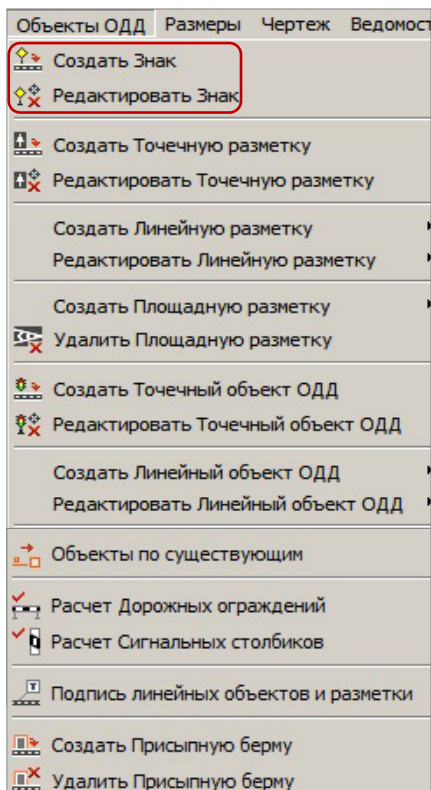 Объекты ОДД Размеры Чертеж Ведомост
Создать Знак
Редактировать Знак
Создать Точечную разметку
Редактировать Точечную разметку
Создать Линейную разметку
Редактировать Линейную разметку
Создать Площадную разметку
Удалить Площадную разметку
Создать Точечный объект ОДД
Редактировать Точечный объект ОДД
Создать Линейный объект ОДД
Редактировать Линейный объект ОДД
Объекты по существующим
Расчет Дорожных ограждений
Расчет Сигнальных столбиков
Подпись линейных объектов и разметки
Создать Присыпную берму
Удалить Присыпную берму